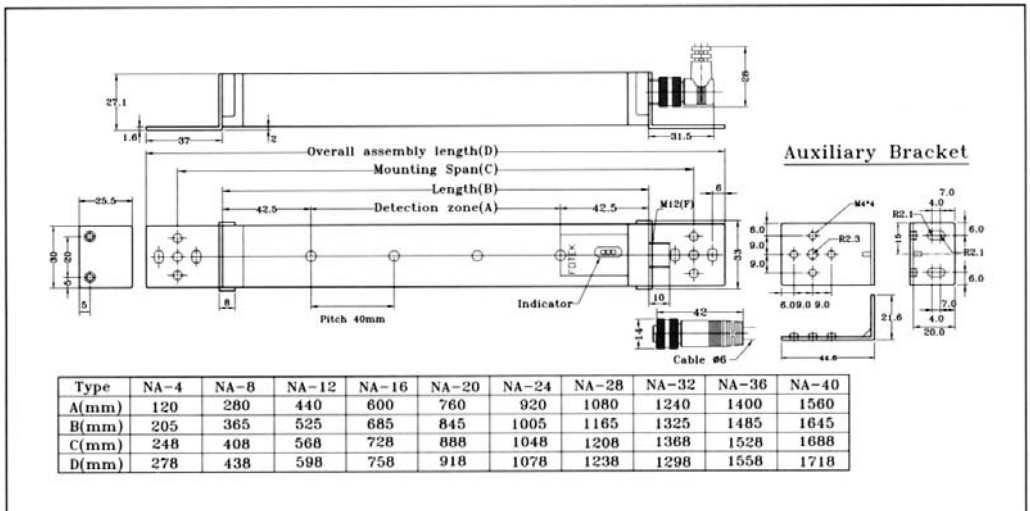 28
27.1
1.6
37
2
31.5
Overall assembly length(D)
Mounting Span(C)
Length(B)
6
42.5
Detection zone(A)
42.5
M12(F)
25.5
30
20
5
5
8
FOTEK
Indicator
10
33
Pitch 40mm
42
14
Cable ø6
Auxiliary Bracket
M4*4
R2.3
6.0
9.0
9.0
6.0
9.0
9.0
7.0
4.0
R2.1
15
6.0
R2.1
6.0
7.0
4.0
20.0
21.6
44.6
Type NA-4 NA-8 NA-12 NA-16 NA-20 NA-24 NA-28 NA-32 NA-36 NA-40
A(mm) 120 280 440 600 760 920 1080 1240 1400 1560
B(mm) 205 365 525 685 845 1005 1165 1325 1485 1645
C(mm) 248 408 568 728 888 1048 1208 1368 1528 1688
D(mm) 278 438 598 758 918 1078 1238 1298 1558 1718